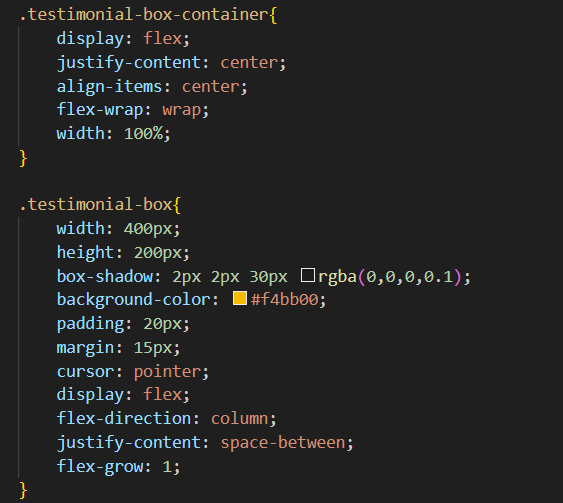 .testimonial-box-container{
    display: flex;
    justify-content: center;
    align-items: center;
    flex-wrap: wrap;
    width: 100%;
}

.testimonial-box{
    width: 400px;
    height: 200px;
    box-shadow: 2px 2px 30px rgba(0,0,0,0.1);
    background-color: #f4bb00;
    padding: 20px;
    margin: 15px;
    cursor: pointer;
    display: flex;
    flex-direction: column;
    justify-content: space-between;
    flex-grow: 1;
}